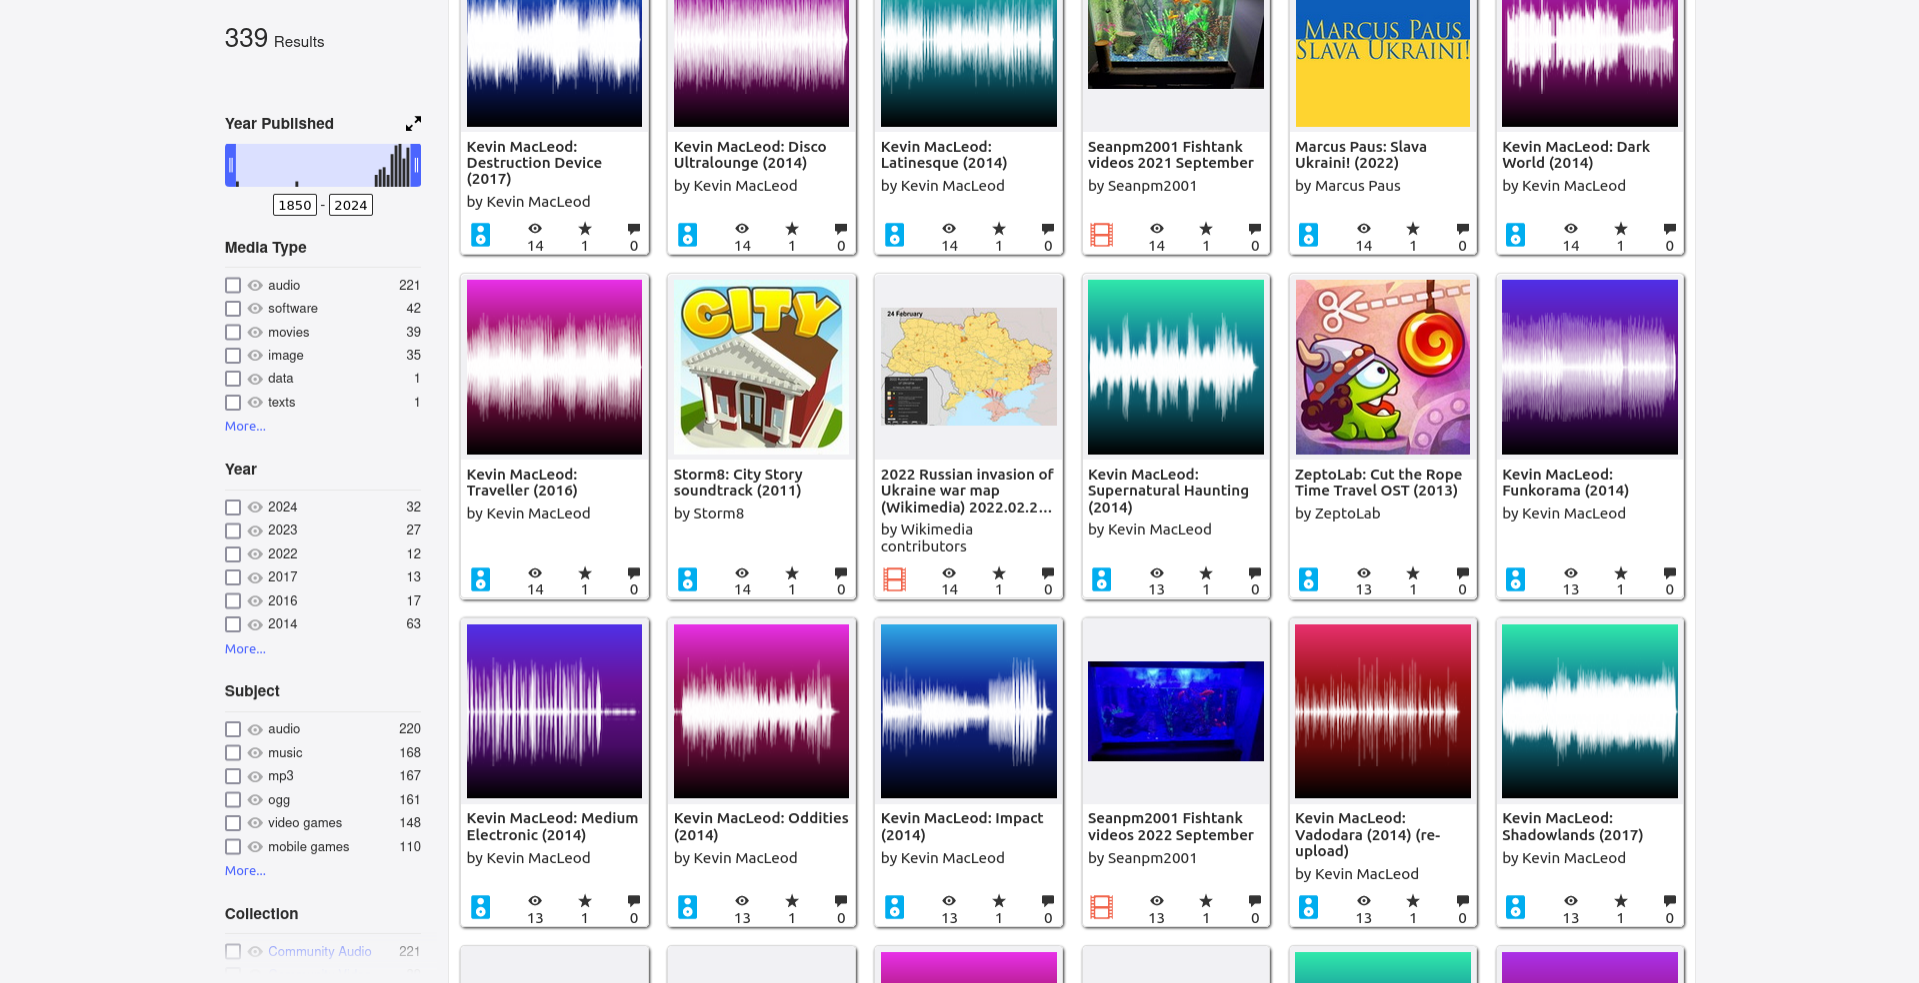 339 Results
Year Published
1850 - 2024
Media Type
audio 221
software 42
movies 39
image 35
data 1
texts 1
More...
Year
2024 32
2023 27
2022 12
2017 13
2016 17
2014 63
More...
Subject
audio 220
music 168
mp3 167
ogg 161
video games 148
mobile games 110
More...
Collection
Community Audio 221
Kevin MacLeod:
Destruction Device
(2017)
by Kevin MacLeod
14 1 0
Kevin MacLeod: Disco
Ultralounge (2014)
by Kevin MacLeod
14 1 0
Kevin MacLeod:
Latinesque (2014)
by Kevin MacLeod
14 1 0
Seanpm2001 Fishtank
videos 2021 September
by Seanpm2001
14 1 0
MARCUS PAUS
SLAVA UKRAINI!
Marcus Paus: Slava
Ukraini! (2022)
by Marcus Paus
14 1 0
Kevin MacLeod: Dark
World (2014)
by Kevin MacLeod
14 1 0
Kevin MacLeod:
Traveller (2016)
by Kevin MacLeod
14 1 0
CITY
Storm8: City Story
soundtrack (2011)
by Storm8
14 1 0
24 February
2022 Russian invasion of
Ukraine war map
(Wikimedia) 2022.02.2...
by Wikimedia
contributors
14 1 0
Kevin MacLeod:
Supernatural Haunting
(2014)
by Kevin MacLeod
13 1 0
ZeptoLab: Cut the Rope
Time Travel OST (2013)
by ZeptoLab
13 1 0
Kevin MacLeod:
Funkorama (2014)
by Kevin MacLeod
13 1 0
Kevin MacLeod: Medium
Electronic (2014)
by Kevin MacLeod
13 1 0
Kevin MacLeod: Oddities
(2014)
by Kevin MacLeod
13 1 0
Kevin MacLeod: Impact
(2014)
by Kevin MacLeod
13 1 0
Seanpm2001 Fishtank
videos 2022 September
by Seanpm2001
13 1 0
Kevin MacLeod:
Vadodara (2014) (re-
upload)
by Kevin MacLeod
13 1 0
Kevin MacLeod:
Shadowlands (2017)
by Kevin MacLeod
13 1 0